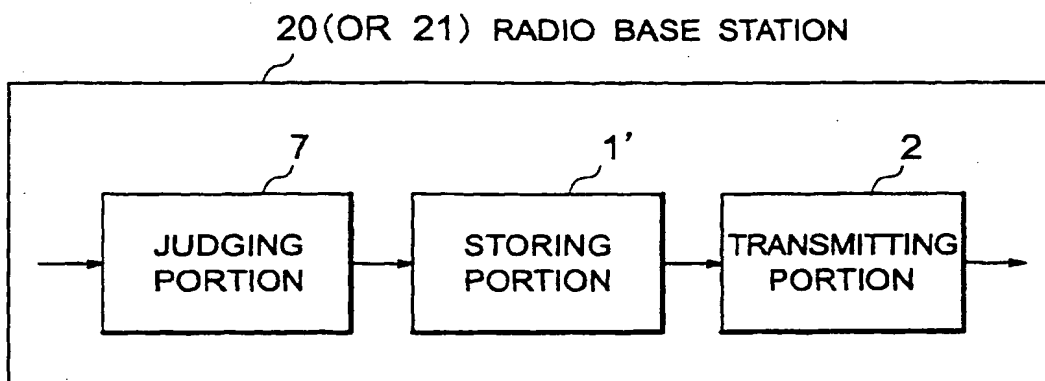 20(OR 21) RADIO BASE STATION
7
1'
2
JUDGING
PORTION
STORING
PORTION
TRANSMITTING
PORTION